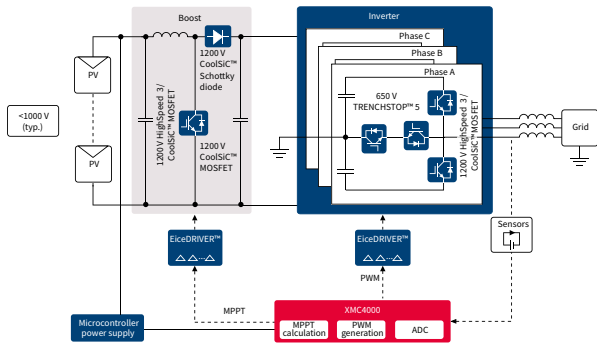 Boost
Inverter
Phase C
Phase B
Phase A
1200 V
CoolSiC™
Schottky
diode
PV
<1000 V
(typ.)
PV
1200 V HighSpeed 3/
CoolSiC™ MOSFET
1200 V
CoolSiC™
MOSFET
650 V
TRENCHSTOP™ 5
1200 V HighSpeed 3/
CoolSiC™ MOSFET
Grid
Sensors
EiceDRIVER™
EiceDRIVER™
PWM
MPPT
Microcontroller
power supply
XMC4000
MPPT
calculation
PWM
generation
ADC